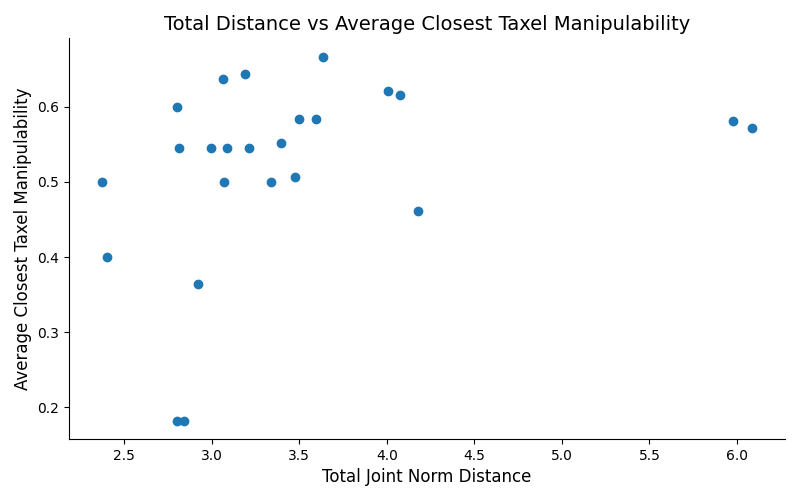 Total Distance vs Average Closest Taxel Manipulability
Average Closest Taxel Manipulability
0.6
0.5
0.4
0.3
0.2
2.5 3.0 3.5 4.0 4.5 5.0 5.5 6.0
Total Joint Norm Distance